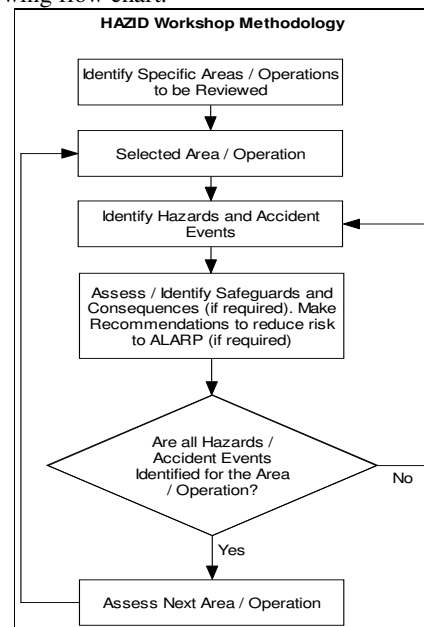 owing flow chart.
HAZID Workshop Methodology
Identify Specific Areas / Operations
to be Reviewed
Selected Area / Operation
Identify Hazards and Accident
Events
Assess / Identify Safeguards and
Consequences (if required). Make
Recommendations to reduce risk
to ALARP (if required)
Are all Hazards /
Accident Events
Identified for the Area
/ Operation?
No
Yes
Assess Next Area / Operation